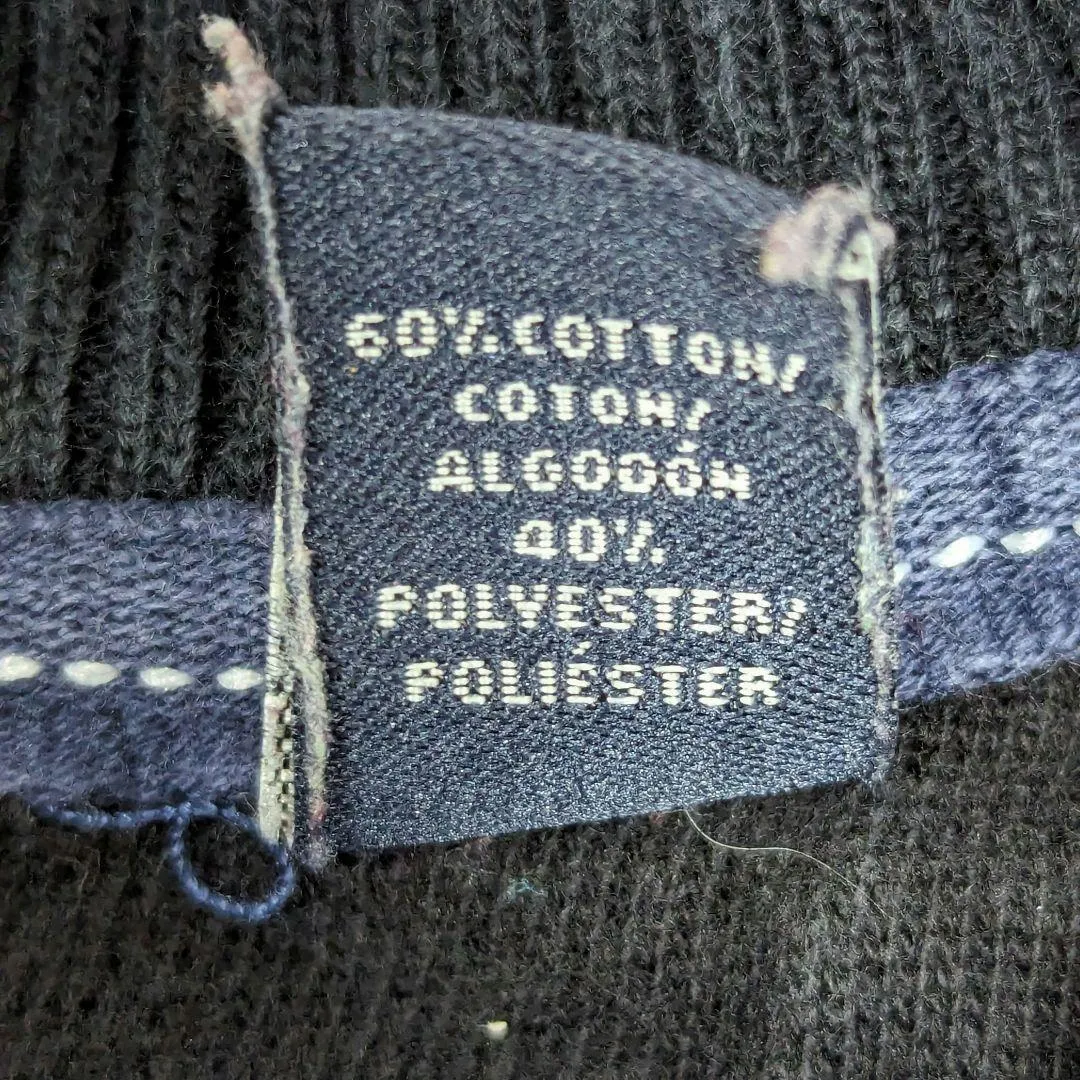 60% COTTON/
COTON/
ALGODÓN
40%
POLYESTER/
POLIÉSTER